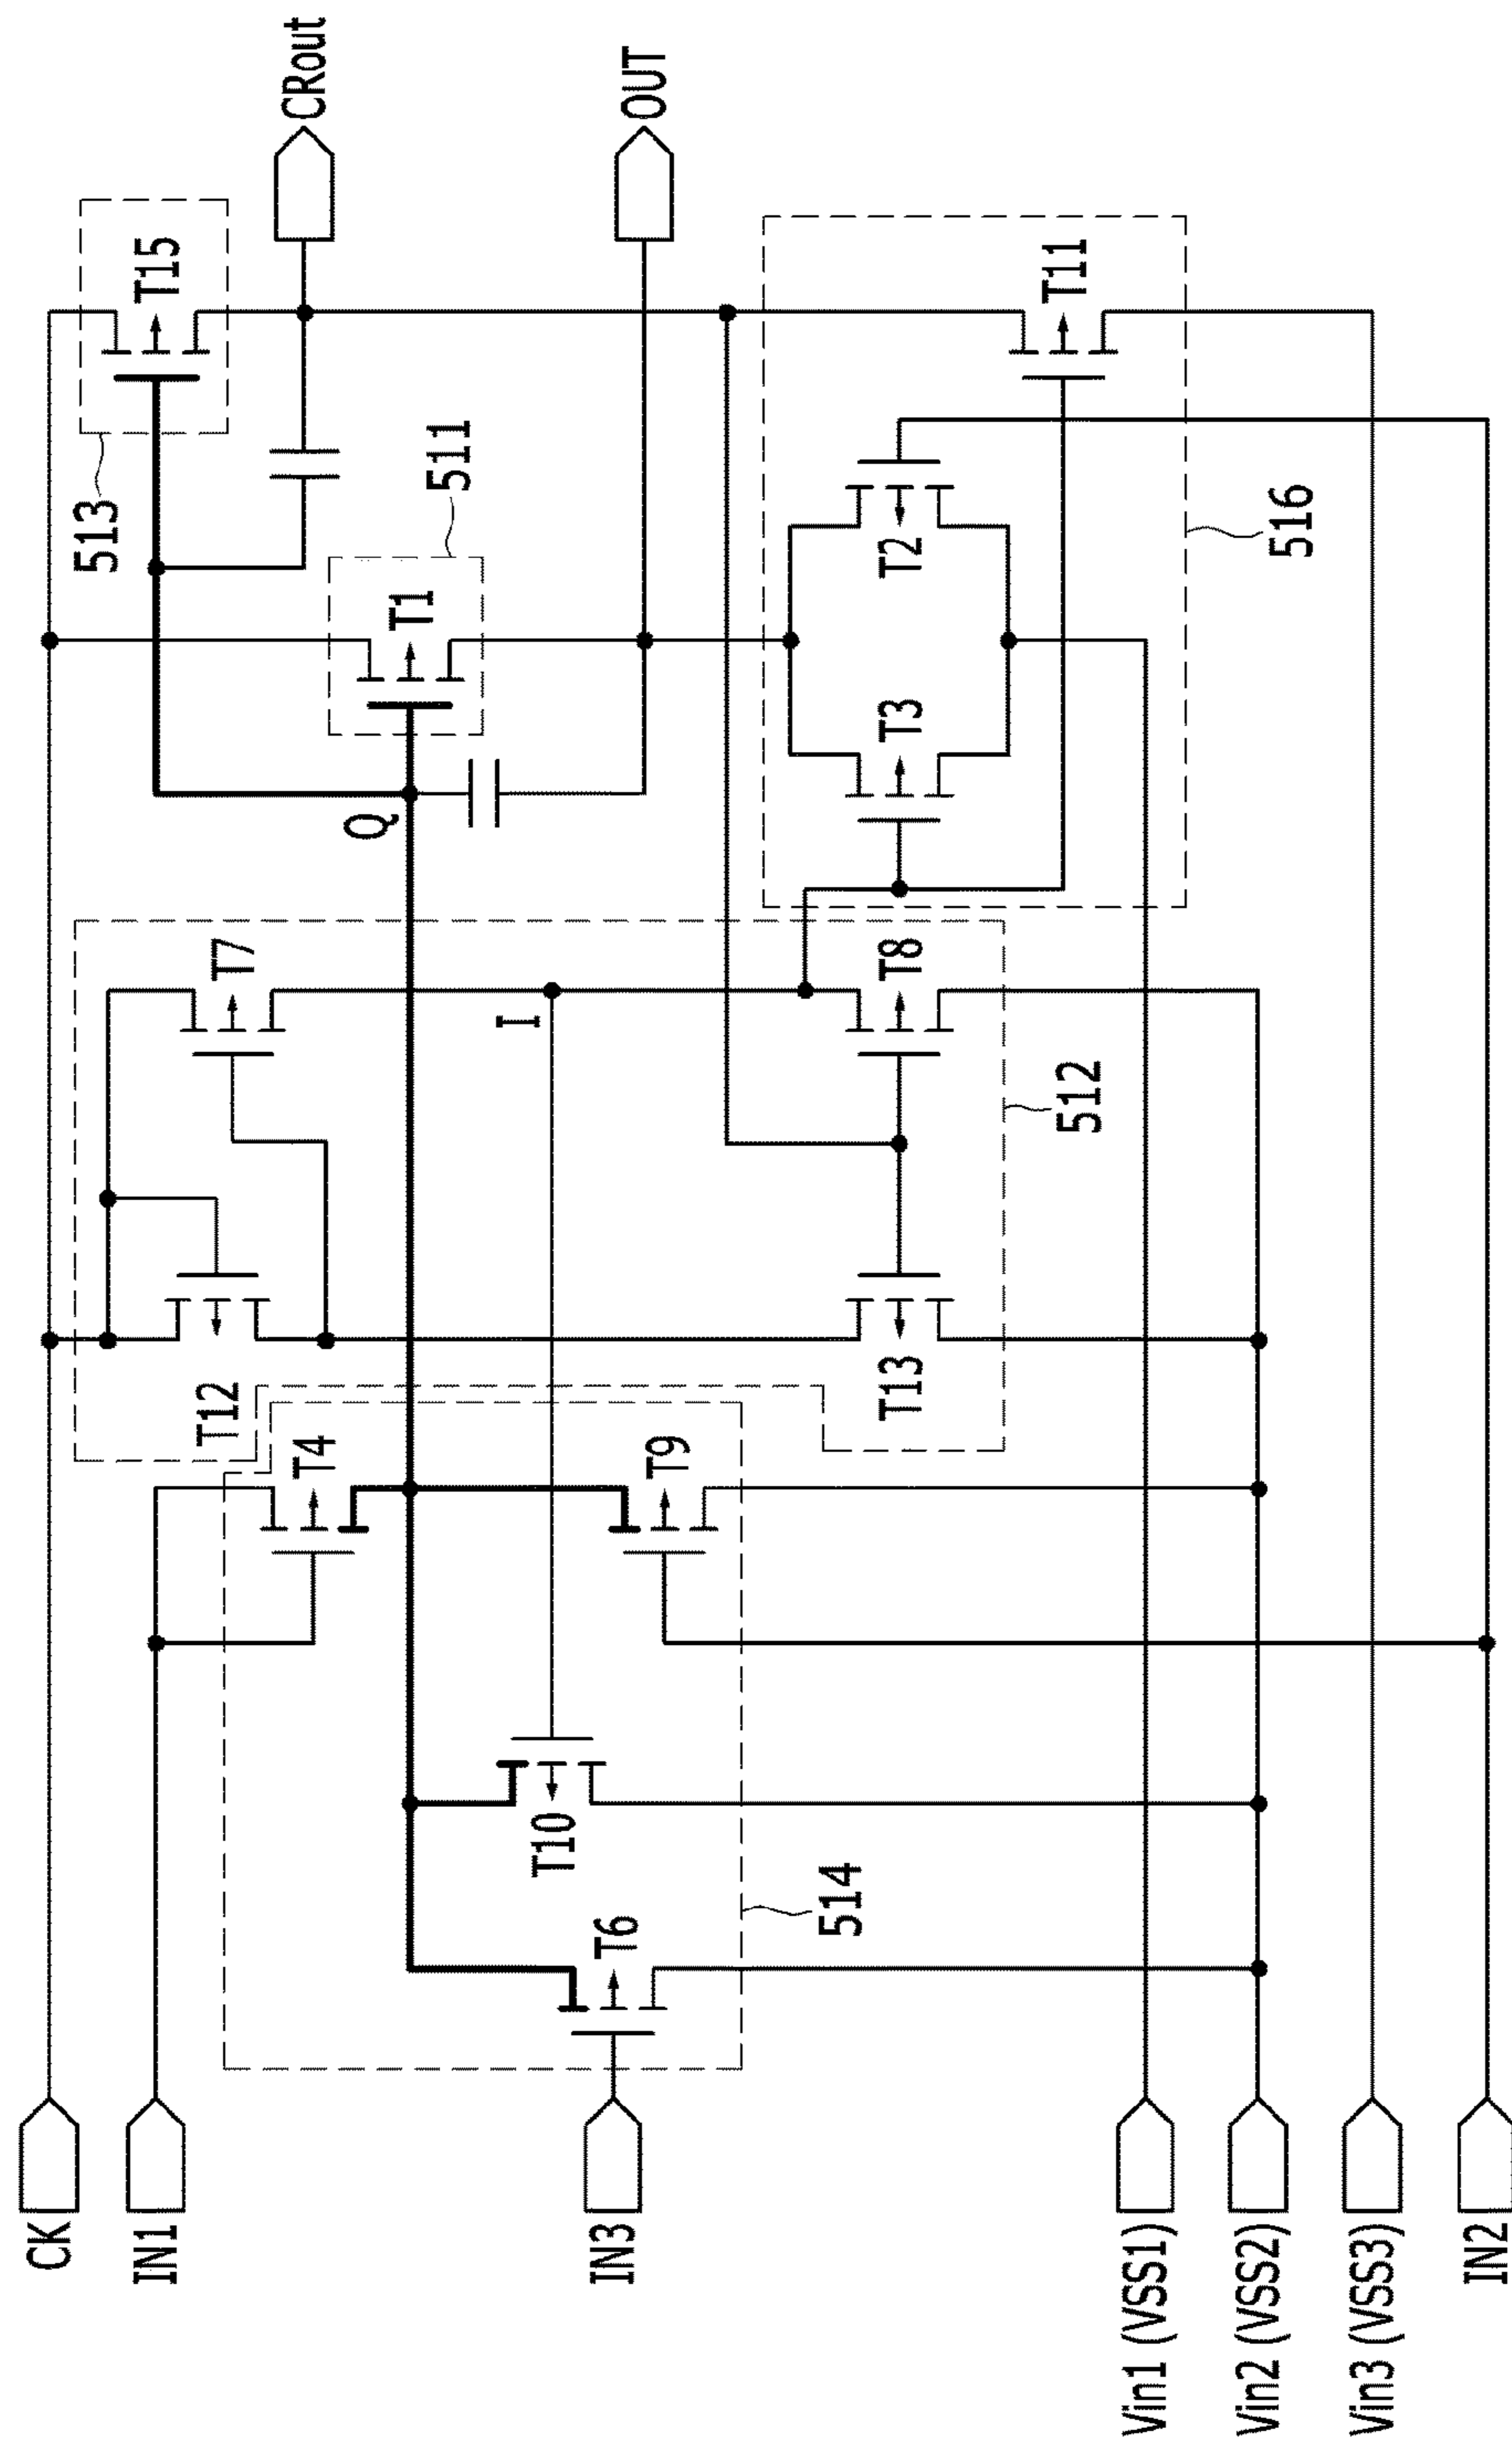 CK
IN1
IN3
Vin1 (VSS1)
Vin2 (VSS2)
Vin3 (VSS3)
IN2
T12
T7
T4
T9
T10
T6
514
T13
T8
512
I
Q
T15
513
T1
511
T3
T2
T11
516
CRout
OUT